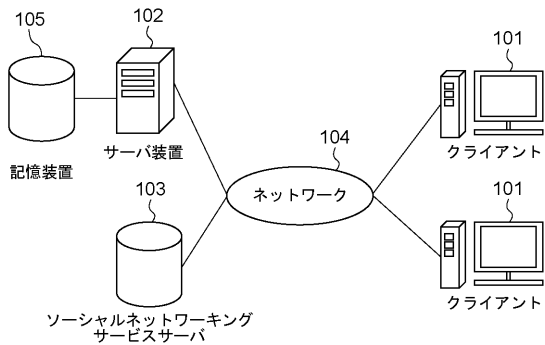 105
102
101
記憶装置
サーバ装置
クライアント
104
ネットワーク
103
101
ソーシャルネットワーキング
サービスサーバ
クライアント